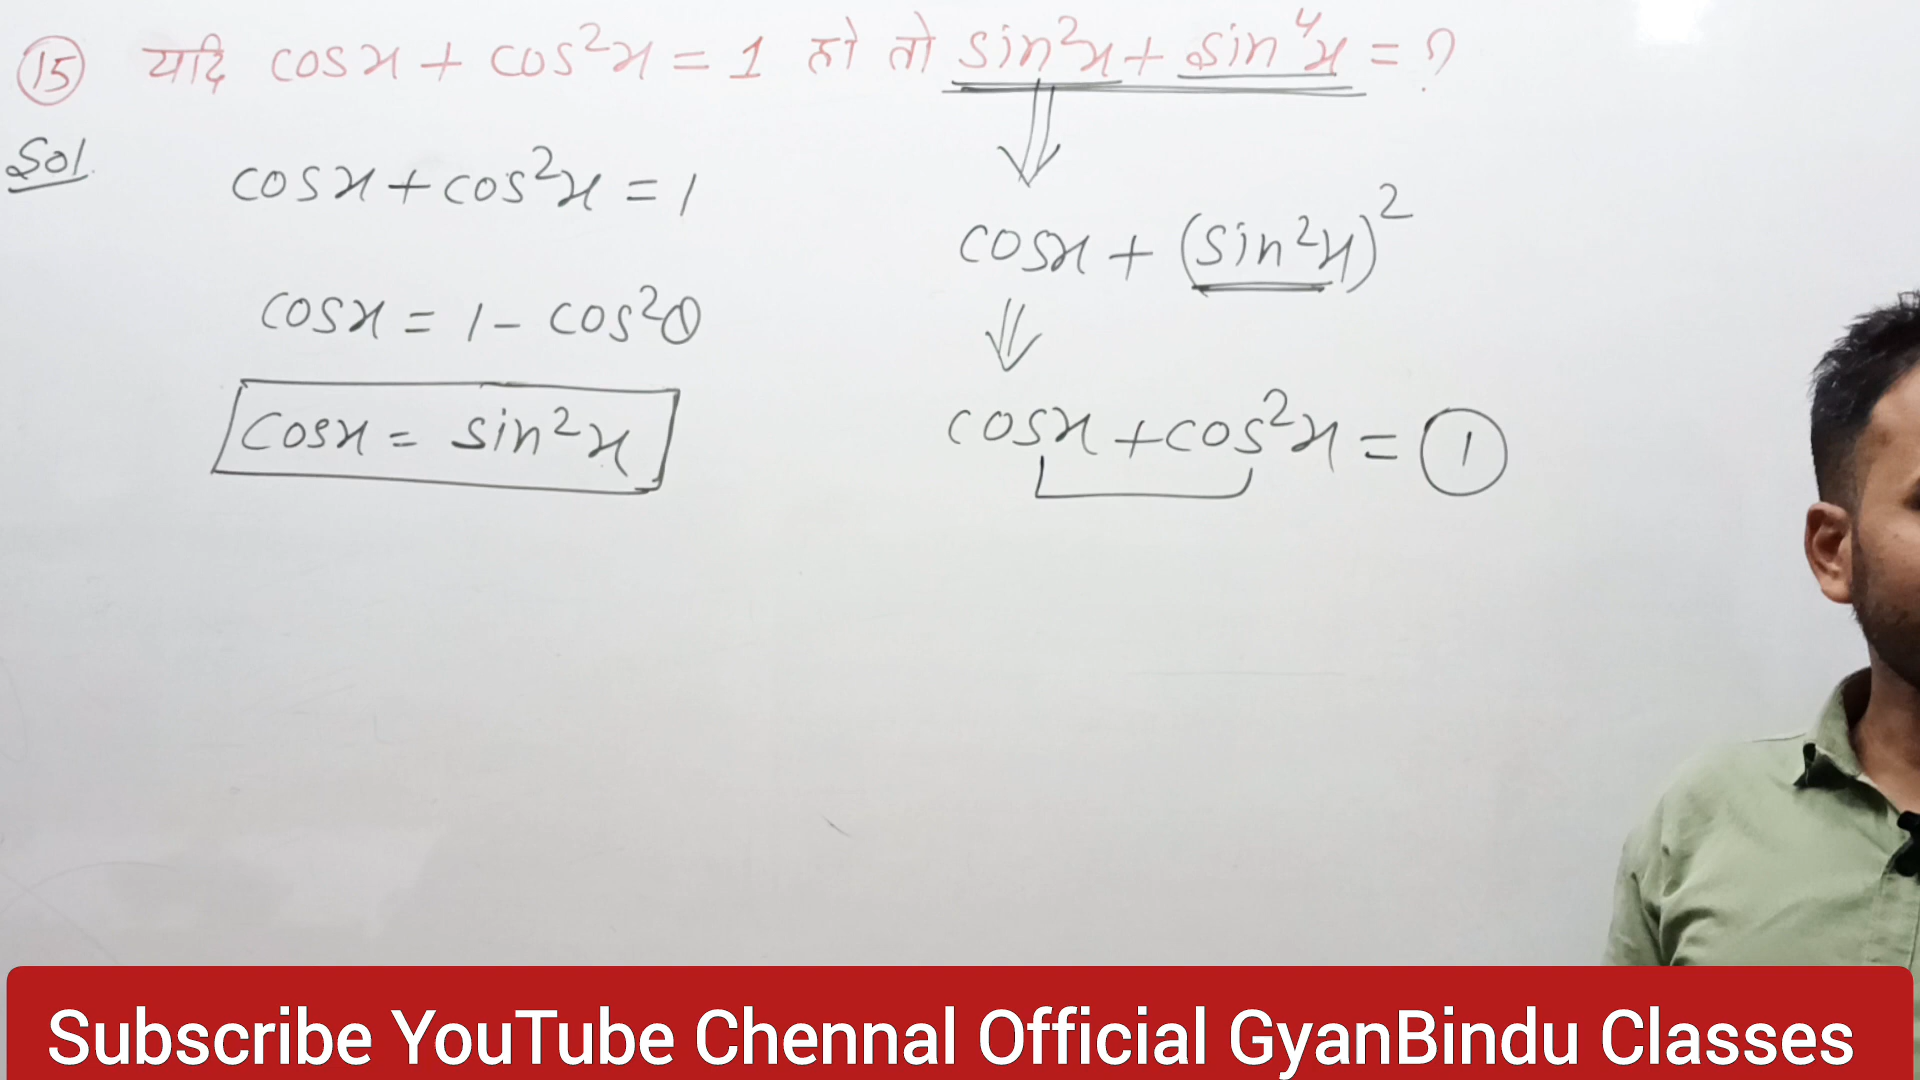 (15) यदि cosx + cos²x = 1 हो तो sin²x + sin⁴x = ?
Sol.
cosx + cos²x = 1
cosx = 1 - cos²θ
cosx = sin²x
cosx + (sin²x)²
cosx + cos²x = 1
Subscribe YouTube Chennal Official GyanBindu Classes